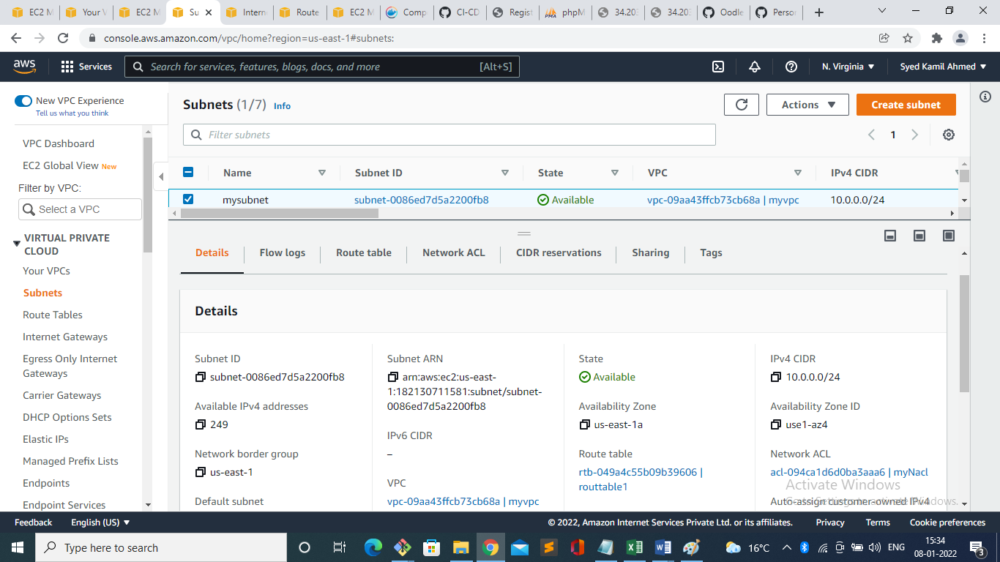 EC2 M
Your V
EC2 M
Su
Intern
Route
EC2 M
Comp
CI-CD
Regist
phpM
34.203
34.203
Oodle
Person
console.aws.amazon.com/vpc/home?region=us-east-1#subnets:
aws
Services
Search for services, features, blogs, docs, and more
[Alt+S]
N. Virginia
Syed Kamil Ahmed
New VPC Experience
Tell us what you think
VPC Dashboard
EC2 Global View New
Filter by VPC:
Select a VPC
VIRTUAL PRIVATE
CLOUD
Your VPCs
Subnets
Route Tables
Internet Gateways
Egress Only Internet
Gateways
Carrier Gateways
DHCP Options Sets
Elastic IPs
Managed Prefix Lists
Endpoints
Endpoint Services
Subnets (1/7) Info
Actions
Create subnet
Filter subnets
1
Name
Subnet ID
State
VPC
IPv4 CIDR
mysubnet
subnet-0086ed7d5a2200fb8
Available
vpc-09aa43ffcb73cb68a | myvpc
10.0.0.0/24
Details
Flow logs
Route table
Network ACL
CIDR reservations
Sharing
Tags
Details
Subnet ID
subnet-0086ed7d5a2200fb8
Available IPv4 addresses
249
Network border group
us-east-1
Default subnet
Subnet ARN
arn:aws:ec2:us-east-
1:182130711581:subnet/subnet-
0086ed7d5a2200fb8
IPv6 CIDR
–
VPC
vpc-09aa43ffcb73cb68a | myvpc
State
Available
Availability Zone
us-east-1a
Route table
rtb-049a4c55b09b39606 |
routtable1
IPv4 CIDR
10.0.0.0/24
Availability Zone ID
use1-az4
Network ACL
acl-094ca1d6d0ba3aaa6 | myNacl
Auto-assign customer-owned IPv4
Activate Windows
Go to Settings to activate Windows.
Feedback
English (US)
© 2022, Amazon Internet Services Private Ltd. or its affiliates.
Privacy
Terms
Cookie preferences
Type here to search
16°C
ENG
15:34
08-01-2022
3